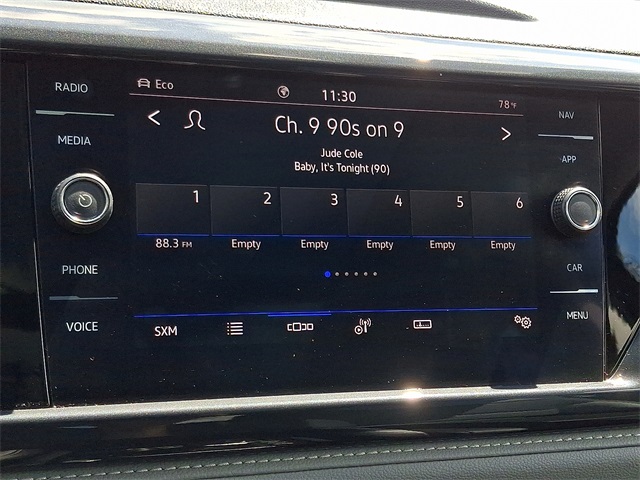 RADIO
MEDIA
PHONE
VOICE
Eco
11:30
78°F
Ch. 9 90s on 9
Jude Cole
Baby, It's Tonight (90)
1 2 3 4 5 6
88.3 FM Empty Empty Empty Empty Empty
SXM
NAV
APP
CAR
MENU